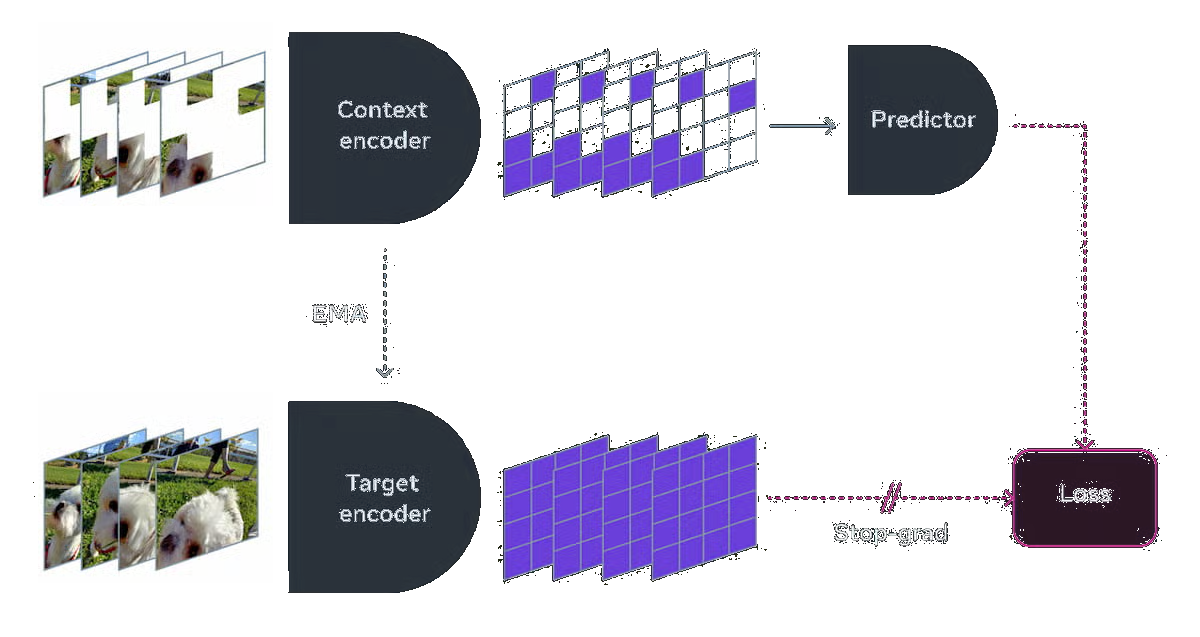 Context
encoder
Predictor
EMA
Target
encoder
Loss
Stop-grad